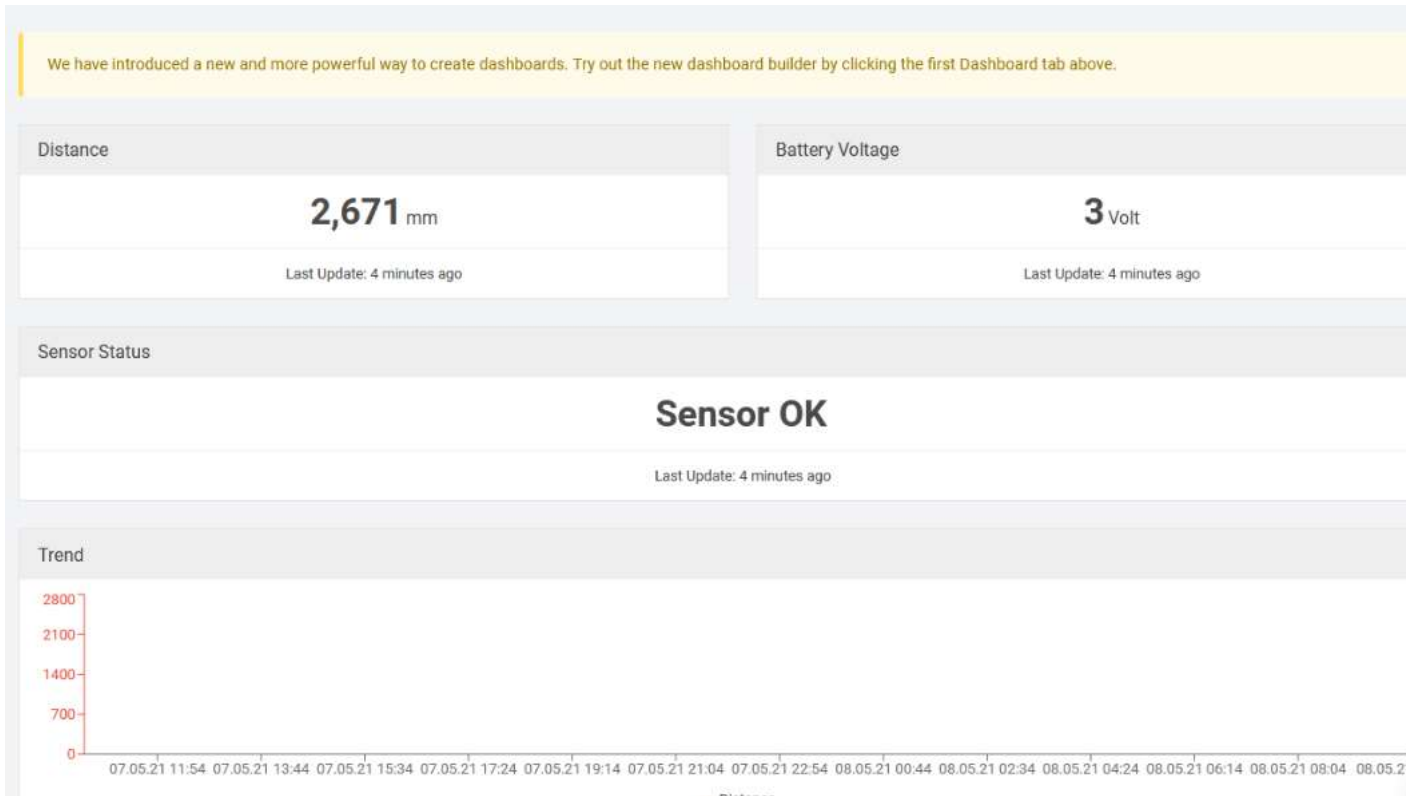 We have introduced a new and more powerful way to create dashboards. Try out the new dashboard builder by clicking the first Dashboard tab above.
Distance
2,671 mm
Last Update: 4 minutes ago
Battery Voltage
3 Volt
Last Update: 4 minutes ago
Sensor Status
Sensor OK
Last Update: 4 minutes ago
Trend
2800
2100
1400
700
0
07.05.21 11:54 07.05.21 13:44 07.05.21 15:34 07.05.21 17:24 07.05.21 19:14 07.05.21 21:04 07.05.21 22:54 08.05.21 00:44 08.05.21 02:34 08.05.21 04:24 08.05.21 06:14 08.05.21 08:04